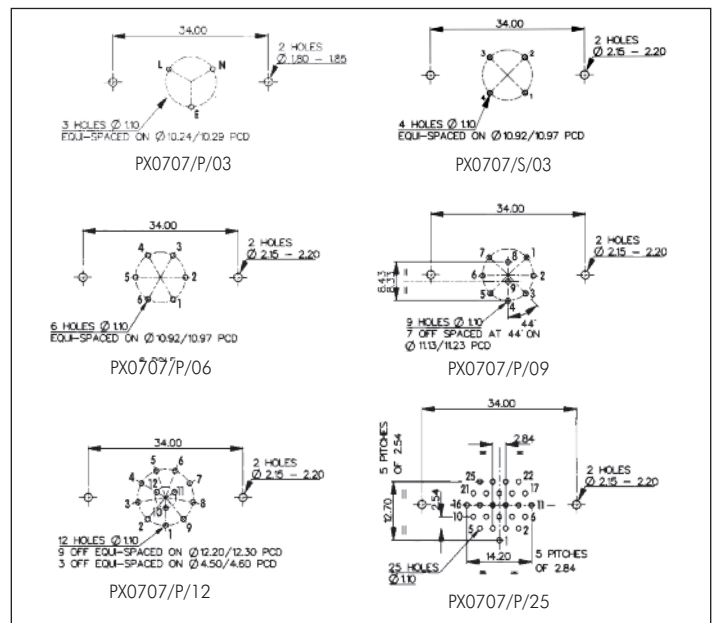 34.00
2 HOLES
Ø 1.80 – 1.85
L
N
E
3 HOLES Ø 1.10
EQUI-SPACED ON Ø 10.24/10.29 PCD
PX0707/P/03
34.00
2 HOLES
Ø 2.15 – 2.20
3
2
4
1
4 HOLES Ø 1.10
EQUI-SPACED ON Ø 10.92/10.97 PCD
PX0707/S/03
34.00
2 HOLES
Ø 2.15 – 2.20
4
3
5
2
6
1
6 HOLES Ø 1.10
EQUI-SPACED ON Ø 10.92/10.97 PCD
PX0707/P/06
34.00
2 HOLES
Ø 2.15 – 2.20
7
8
1
6
2
9
5
3
4
6.43
44°
9 HOLES Ø 1.10
7 OFF SPACED AT 44° ON
Ø 11.13/11.23 PCD
PX0707/P/09
34.00
2 HOLES
Ø 2.15 – 2.20
5
6
4
7
12
11
3
8
10
2
9
1
12 HOLES Ø 1.10
9 OFF EQUI-SPACED ON Ø 12.20/12.30 PCD
3 OFF EQUI-SPACED ON Ø 4.50/4.60 PCD
PX0707/P/12
34.00
2.84
5 PITCHES
OF 2.54
2 HOLES
Ø 2.15 – 2.20
25
22
21
17
12.70
2.54
16
11
10
6
5
2
1
14.20
5 PITCHES
OF 2.84
25 HOLES
Ø 1.10
PX0707/P/25